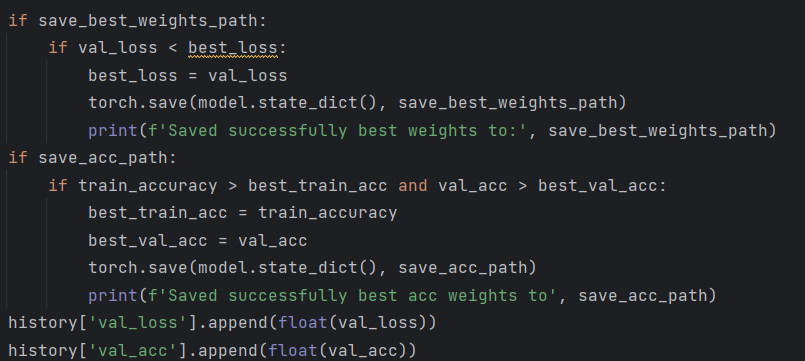 if save_best_weights_path:
    if val_loss < best_loss:
        best_loss = val_loss
        torch.save(model.state_dict(), save_best_weights_path)
        print(f'Saved successfully best weights to:', save_best_weights_path)
if save_acc_path:
    if train_accuracy > best_train_acc and val_acc > best_val_acc:
        best_train_acc = train_accuracy
        best_val_acc = val_acc
        torch.save(model.state_dict(), save_acc_path)
        print(f'Saved successfully best acc weights to', save_acc_path)
history['val_loss'].append(float(val_loss))
history['val_acc'].append(float(val_acc))